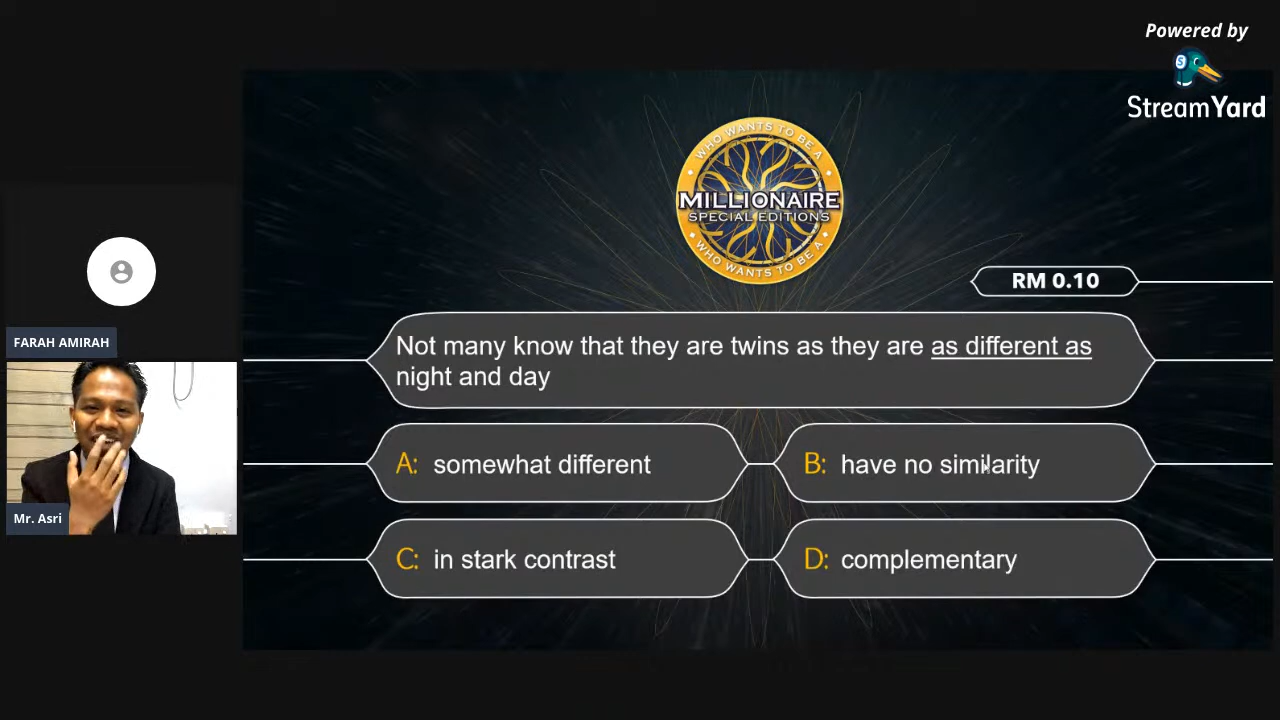 Powered by
StreamYard
WHO WANTS TO BE A
MILLIONAIRE
SPECIAL EDITIONS
WHO WANTS TO BE A
RM 0.10
Not many know that they are twins as they are as different as
night and day
A: somewhat different
B: have no similarity
C: in stark contrast
D: complementary
FARAH AMIRAH
Mr. Asri